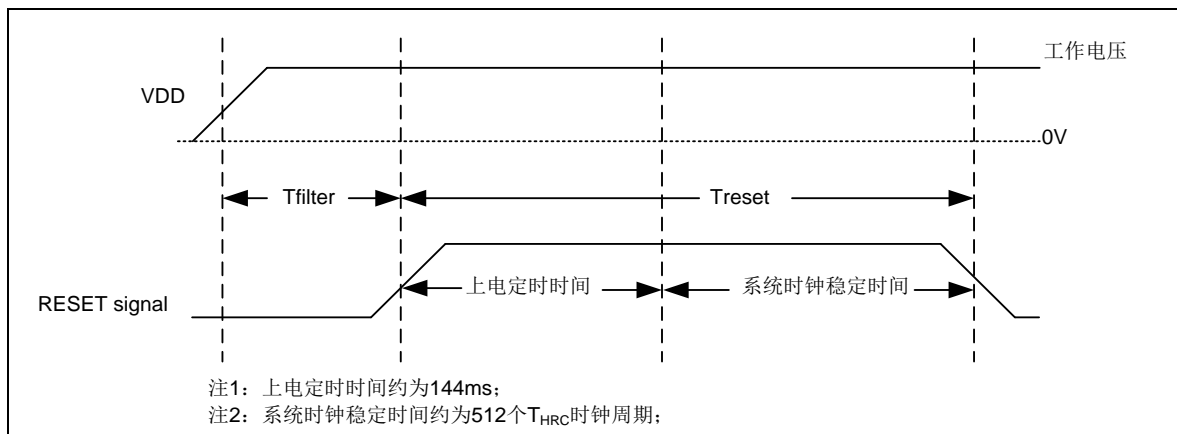 工作电压
VDD
0V
Tfilter
Treset
上电定时时间
系统时钟稳定时间
RESET signal
注1：上电定时时间约为144ms；
注2：系统时钟稳定时间约为512个THRC时钟周期；